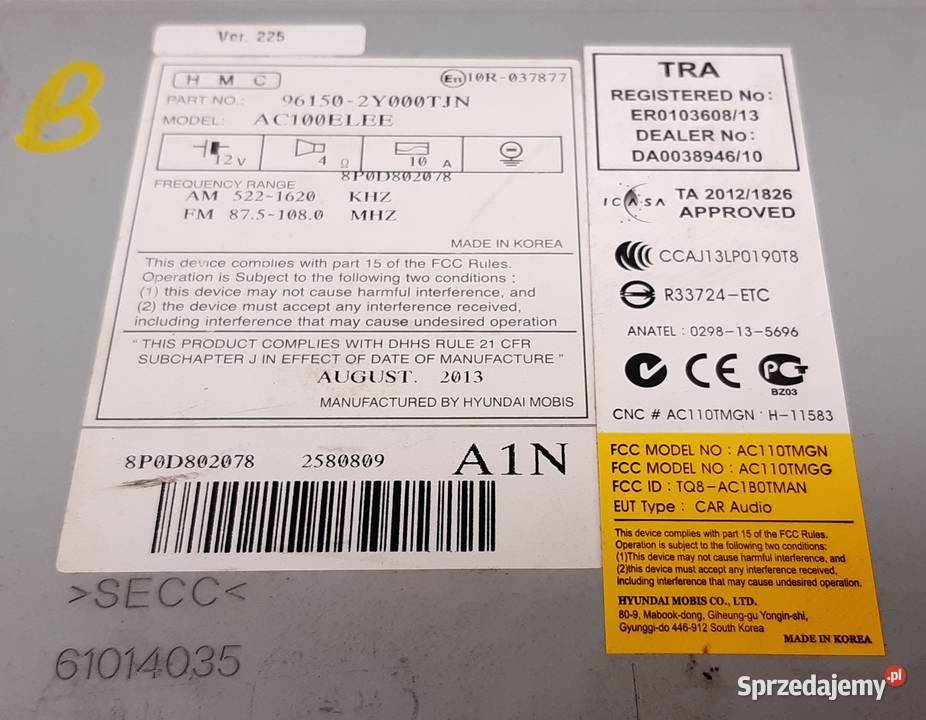 B
Ver. 225
H M C
E11 10R-037877
PART NO.: 96150-2Y000TJN
MODEL: AC100ELEE
12 V
4 Ω
10 A
8P0D802078
FREQUENCY RANGE
AM 522-1620 KHZ
FM 87.5-108.0 MHZ
MADE IN KOREA
This device complies with part 15 of the FCC Rules.
Operation is Subject to the following two conditions :
(1) this device may not cause harmful interference, and
(2) the device must accept any interference received,
including interference that may cause undesired operation
" THIS PRODUCT COMPLIES WITH DHHS RULE 21 CFR
SUBCHAPTER J IN EFFECT OF DATE OF MANUFACTURE "
AUGUST. 2013
MANUFACTURED BY HYUNDAI MOBIS
8P0D802078 2580809 A1N
>SECC<
61014035
TRA
REGISTERED No:
ER0103608/13
DEALER No:
DA0038946/10
ICASA TA 2012/1826
APPROVED
CCAJ13LP0190T8
R33724-ETC
ANATEL : 0298-13-5696
CE PCT
BZ03
CNC # AC110TMGN · H-11583
FCC MODEL NO : AC110TMGN
FCC MODEL NO : AC110TMGG
FCC ID : TQ8-AC1B0TMAN
EUT Type : CAR Audio
This device complies with part 15 of the FCC Rules.
Operation is subject to the following two conditions:
(1)This device may not cause harmful interference, and
(2)this device must accept any interference received,
including interference that may cause undesired operation.
HYUNDAI MOBIS CO., LTD.
80-9, Mabook-dong, Giheung-gu Yongin-shi,
Gyunggi-do 446-912 South Korea
MADE IN KOREA
Sprzedajemy.pl